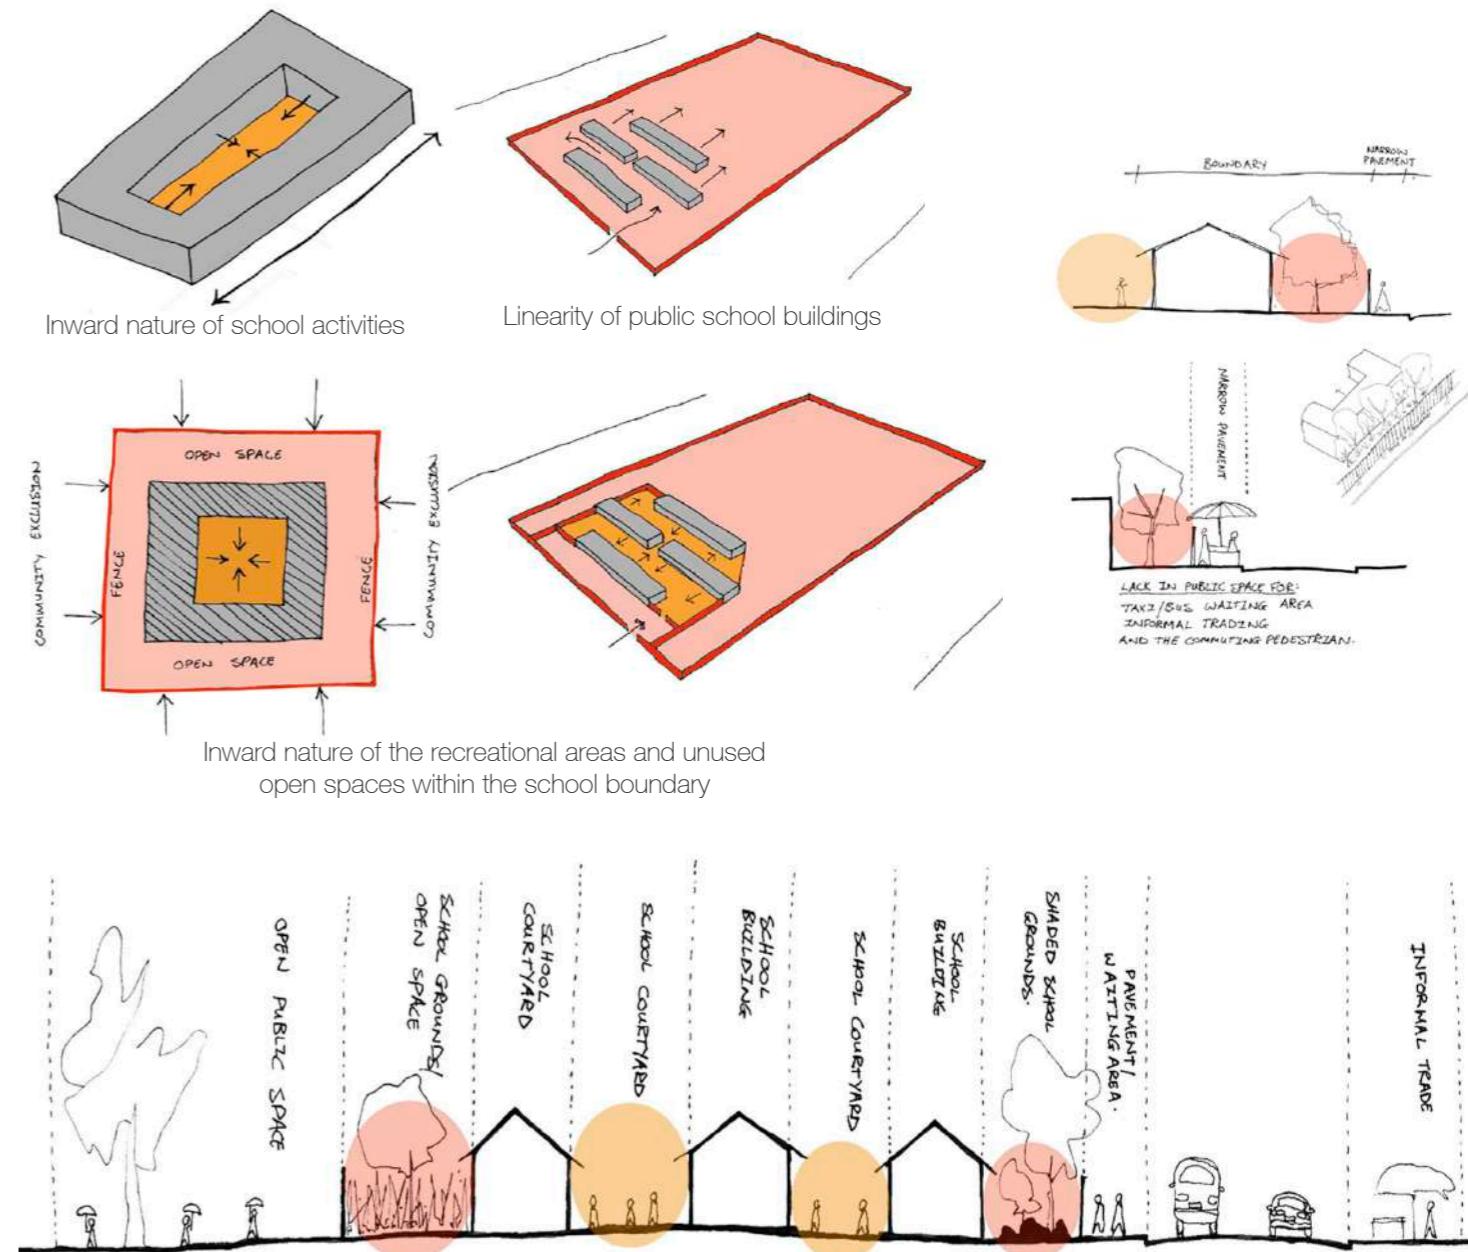 Inward nature of school activities
Linearity of public school buildings
BOUNDARY
NARROW
PAVEMENT
OPEN SPACE
COMMUNITY EXCLUSION
FENCE
FENCE
COMMUNITY EXCLUSION
OPEN SPACE
NARROW PAVEMENT
LACK IN PUBLIC SPACE FOR:
TAXI/BUS WAITING AREA
INFORMAL TRADING
AND THE COMMUTING PEDESTRIAN.
Inward nature of the recreational areas and unused
open spaces within the school boundary
OPEN PUBLIC SPACE
SCHOOL GROUNDS/
OPEN SPACE
SCHOOL
COURTYARD
SCHOOL COURTYARD
SCHOOL
BUILDING
SCHOOL COURTYARD
SCHOOL
BUILDING
SHADED SCHOOL
GROUNDS.
PAVEMENT/
WAITING AREA.
INFORMAL TRADE